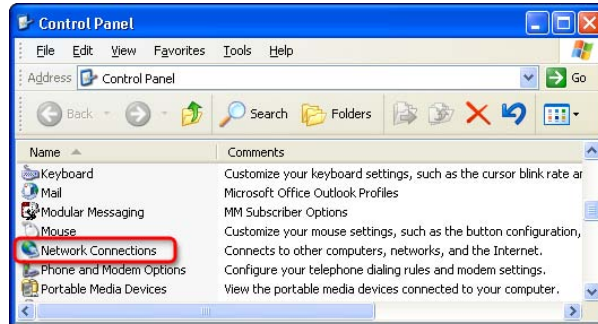 Control Panel
File Edit View Favorites Tools Help
Address Control Panel Go
Back Search Folders
Name Comments
Keyboard Customize your keyboard settings, such as the cursor blink rate ar
Mail Microsoft Office Outlook Profiles
Modular Messaging MM Subscriber Options
Mouse Customize your mouse settings, such as the button configuration,
Network Connections Connects to other computers, networks, and the Internet.
Phone and Modem Options Configure your telephone dialing rules and modem settings.
Portable Media Devices View the portable media devices connected to your computer.